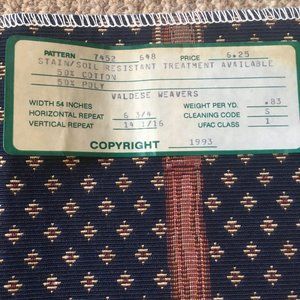 PATTERN 7452 648 PRICE 6.25
STAIN/SOIL RESISTANT TREATMENT AVAILABLE
50% COTTON
50% POLY
VALDESE WEAVERS
WIDTH 54 INCHES WEIGHT PER YD. .83
HORIZONTAL REPEAT 6 3/4 CLEANING CODE S
VERTICAL REPEAT 14 1/16 UFAC CLASS 1
COPYRIGHT 1993